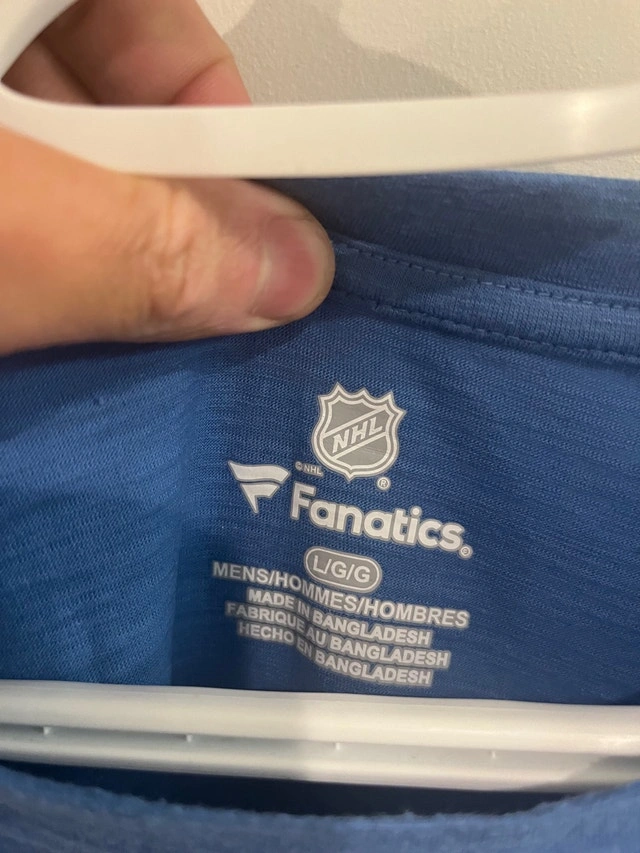 NHL
© NHL ®
Fanatics®
L/G/G
MENS/HOMMES/HOMBRES
MADE IN BANGLADESH
FABRIQUE AU BANGLADESH
HECHO EN BANGLADESH